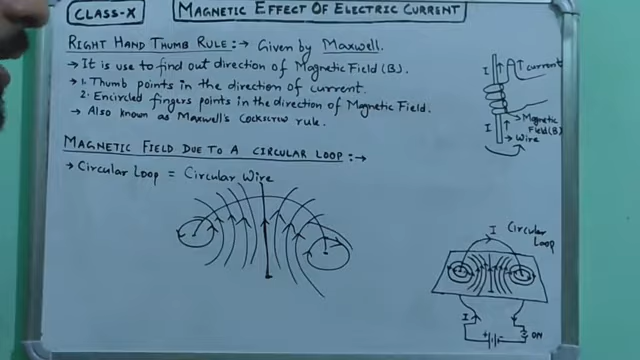 CLASS-X
MAGNETIC EFFECT OF ELECTRIC CURRENT
RIGHT HAND THUMB RULE:→ Given by Maxwell.
→ It is use to find out direction of Magnetic Field (B).
→ 1. Thumb points in the direction of current.
2. Encircled fingers points in the direction of Magnetic Field.
→ Also known as Maxwell's Cockscrew rule.
I
current
Magnetic
Field(B)
I
Wire
MAGNETIC FIELD DUE TO A CIRCULAR LOOP:→
→ Circular Loop = Circular Wire
I
Circular
Loop
I
+
-